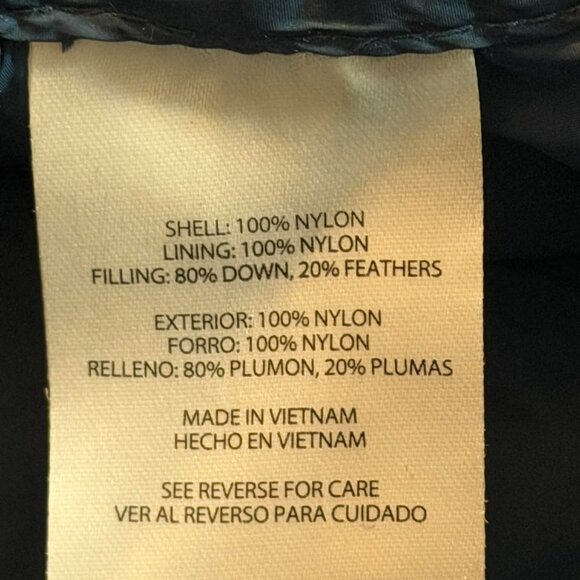 SHELL: 100% NYLON
LINING: 100% NYLON
FILLING: 80% DOWN, 20% FEATHERS
EXTERIOR: 100% NYLON
FORRO: 100% NYLON
RELLENO: 80% PLUMON, 20% PLUMAS
MADE IN VIETNAM
HECHO EN VIETNAM
SEE REVERSE FOR CARE
VER AL REVERSO PARA CUIDADO